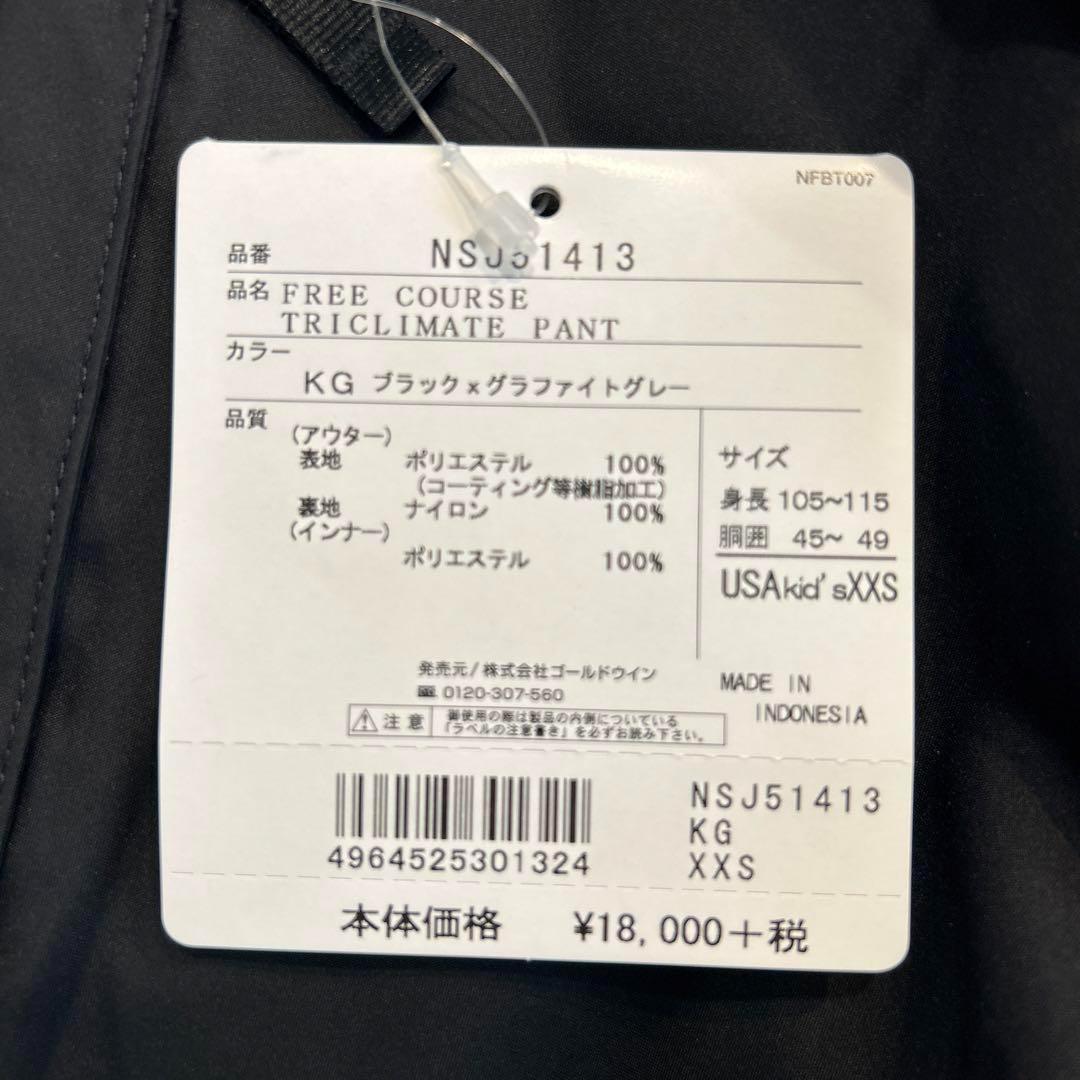 NFBT007
品番 NSJ51413
品名 FREE COURSE
TRICLIMATE PANT
カラー
KG ブラック×グラファイトグレー
品質
(アウター)
表地 ポリエステル 100%
(コーティング等樹脂加工)
裏地 ナイロン 100%
(インナー)
ポリエステル 100%
サイズ
身長 105~115
胴囲 45~ 49
USAkid'sXXS
発売元/株式会社ゴールドウイン
0120-307-560
注意 御使用の際は製品の内側についている
「ラベルの注意書き」を必ずお読み下さい。
MADE IN
INDONESIA
4964525301324
NSJ51413
KG
XXS
本体価格 ¥18,000+税